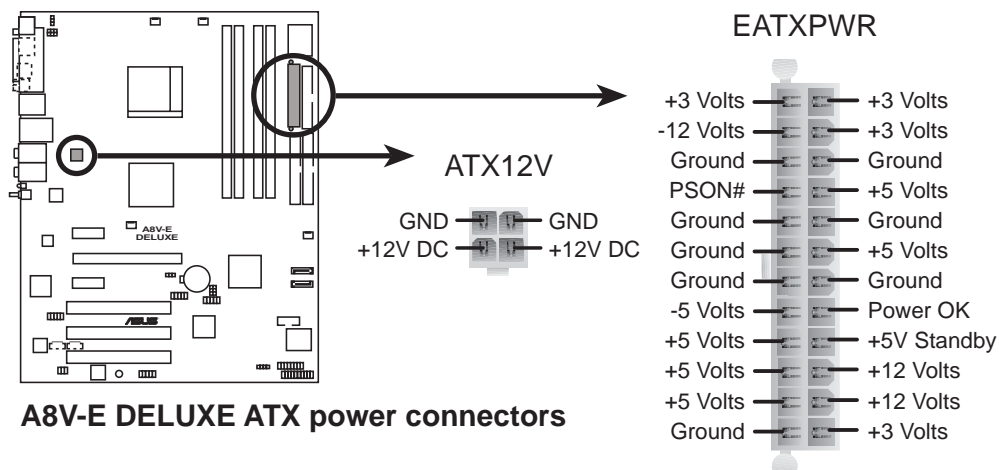 EATXPWR
+3 Volts +3 Volts
-12 Volts +3 Volts
Ground Ground
PSON# +5 Volts
Ground Ground
Ground +5 Volts
Ground Ground
-5 Volts Power OK
+5 Volts +5V Standby
+5 Volts +12 Volts
+5 Volts +12 Volts
Ground +3 Volts
ATX12V
GND GND
+12V DC +12V DC
A8V-E
DELUXE
ASUS
A8V-E DELUXE ATX power connectors